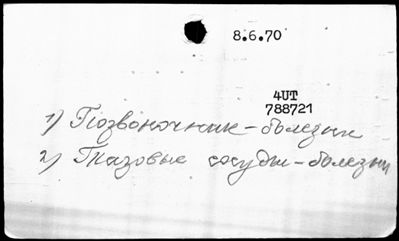 8.6.70
4UT
788721
1) Позвоночник-болезни
2) Тазовые сосуды-болезни